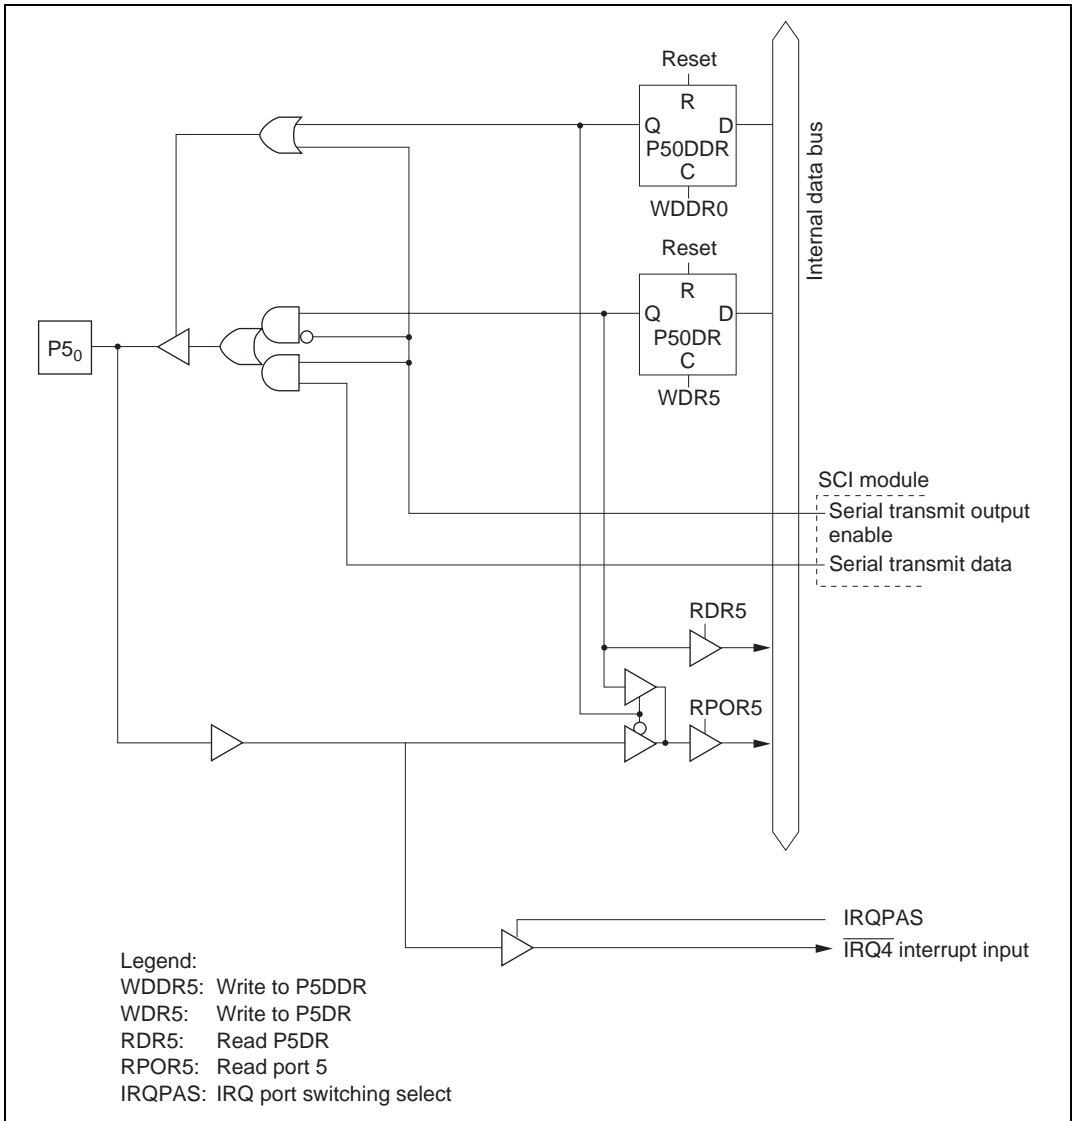 Reset
R
Q D
P50DDR
C
WDDR0
Internal data bus
Reset
R
Q D
P50DR
C
WDR5
P5₀
SCI module
Serial transmit output
enable
Serial transmit data
RDR5
RPOR5
IRQPAS
I̅R̅Q̅4̅ interrupt input
Legend:
WDDR5: Write to P5DDR
WDR5: Write to P5DR
RDR5: Read P5DR
RPOR5: Read port 5
IRQPAS: IRQ port switching select